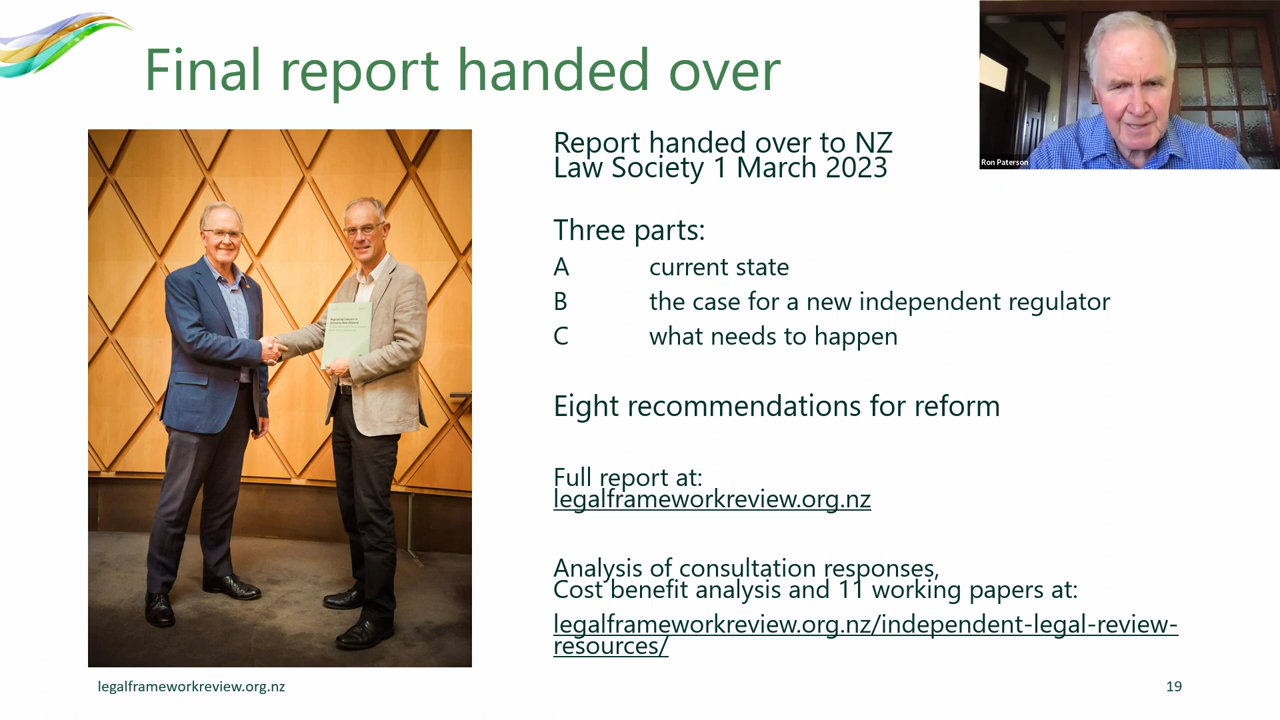 Final report handed over
Ron Paterson
Report handed over to NZ
Law Society 1 March 2023
Three parts:
A current state
B the case for a new independent regulator
C what needs to happen
Eight recommendations for reform
Full report at:
legalframeworkreview.org.nz
Analysis of consultation responses,
Cost benefit analysis and 11 working papers at:
legalframeworkreview.org.nz/independent-legal-review-
resources/
legalframeworkreview.org.nz
19